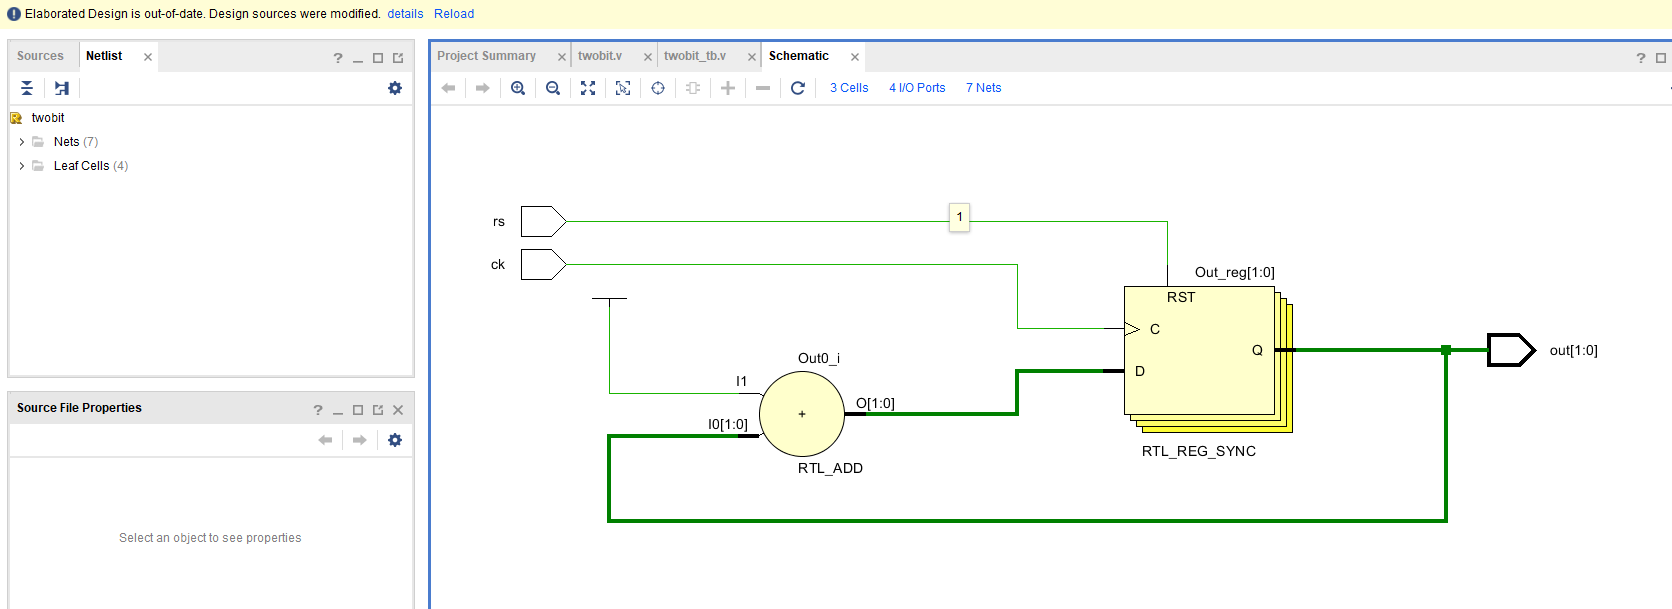 Elaborated Design is out-of-date. Design sources were modified. details Reload
Sources Netlist
twobit
Nets (7)
Leaf Cells (4)
Source File Properties
Select an object to see properties
Project Summary twobit.v twobit_tb.v Schematic
3 Cells 4 I/O Ports 7 Nets
rs
1
ck
Out_reg[1:0]
RST
C
Q
out[1:0]
D
Out0_i
I1
+
O[1:0]
I0[1:0]
RTL_ADD
RTL_REG_SYNC